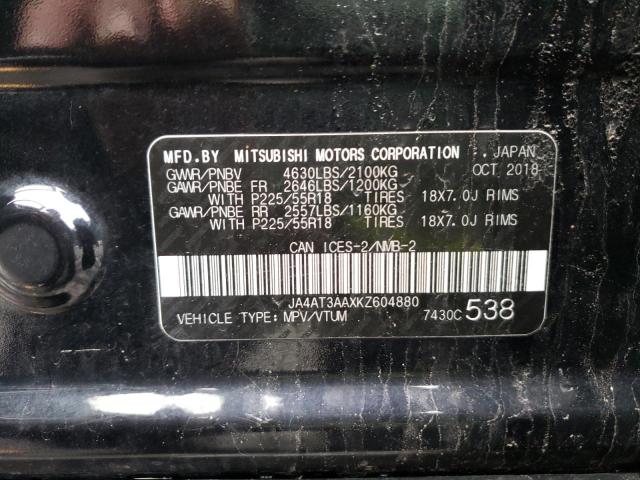 MFD.BY MITSUBISHI MOTORS CORPORATION -. JAPAN
GVWR/PNBV 4630LBS/2100KG OCT 2018
GAWR/PNBE FR 2646LBS/1200KG
WITH P225/55R18 TIRES 18X7.0J RIMS
GAWR/PNBE RR 2557LBS/1160KG
WITH P225/55R18 TIRES 18X7.0J RIMS
CAN ICES-2/NMB-2
JA4AT3AAXKZ604880
VEHICLE TYPE: MPV/VTUM 7430C 538